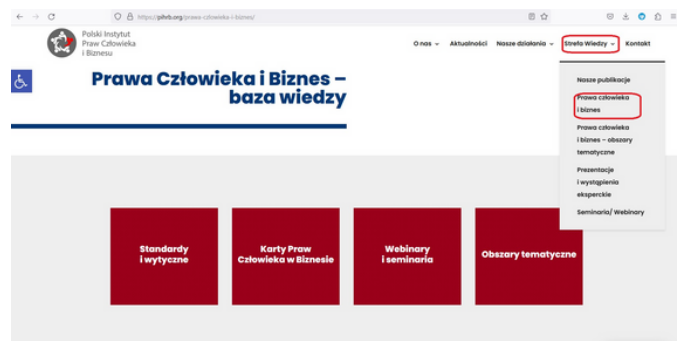 https://pihrb.org/prawa-czlowieka-i-biznes/
Polski Instytut
Praw Człowieka
i Biznesu
O nas
Aktualności
Nasze działania
Strefa Wiedzy
Kontakt
Prawa Człowieka i Biznes –
baza wiedzy
Nasze publikacje
Prawa człowieka
i biznes
Prawa człowieka
i biznes – obszary
tematyczne
Prezentacje
i wystąpienia
eksperckie
Seminaria/ Webinary
Standardy
i wytyczne
Karty Praw
Człowieka w Biznesie
Webinary
i seminaria
Obszary tematyczne